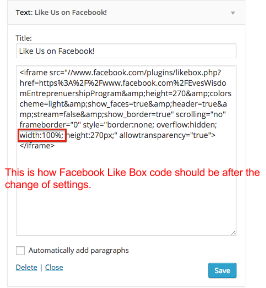 Text: Like Us on Facebook!
Title:
Like Us on Facebook!
<iframe src="//www.facebook.com/plugins/likebox.php?
href=https%3A%2F%2Fwww.facebook.com%2FEvesWisdo
mEntreprenuershipProgram&amp;height=270&amp;colors
cheme=light&amp;show_faces=true&amp;header=true&a
mp;stream=false&amp;show_border=true" scrolling="no"
frameborder="0" style="border:none; overflow:hidden;
width:100%; height:270px;" allowtransparency="true">
</iframe>
This is how Facebook Like Box code should be after the
change of settings.
Automatically add paragraphs
Delete | Close
Save